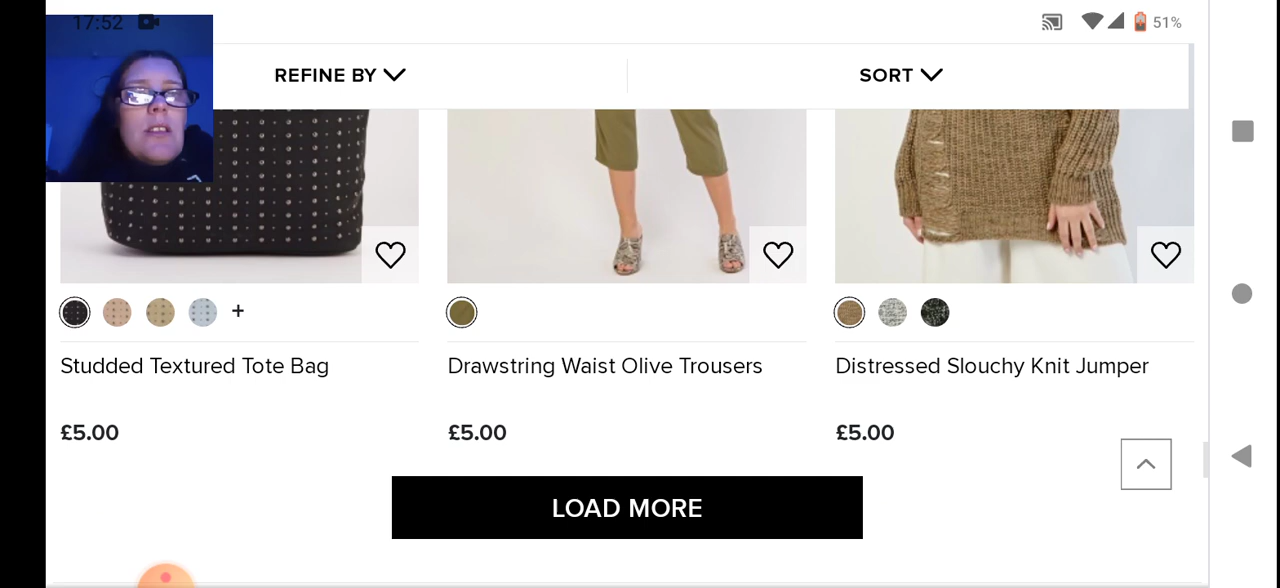 17:52
51%
REFINE BY
SORT
+
Studded Textured Tote Bag
Drawstring Waist Olive Trousers
Distressed Slouchy Knit Jumper
£5.00
£5.00
£5.00
LOAD MORE